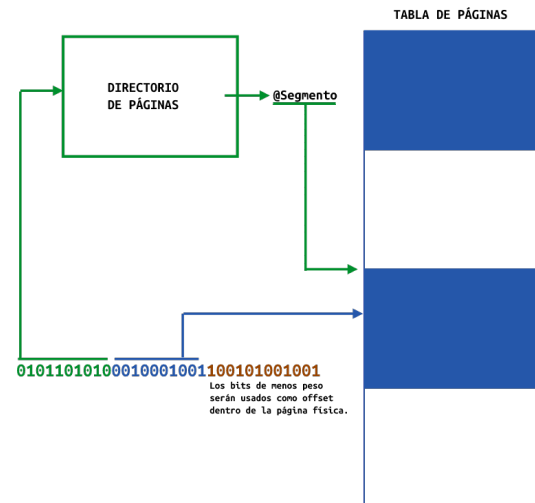 TABLA DE PÁGINAS
DIRECTORIO
DE PÁGINAS
@Segmento
01011010100010001001100101001001
Los bits de menos peso
serán usados como offset
dentro de la página física.